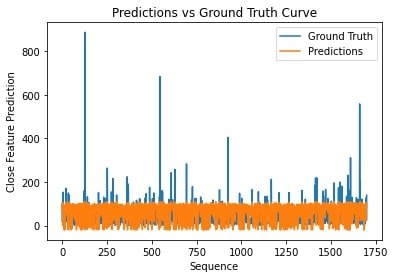 Predictions vs Ground Truth Curve
Ground Truth
Predictions
800
600
400
200
0
Close Feature Prediction
0 250 500 750 1000 1250 1500 1750
Sequence